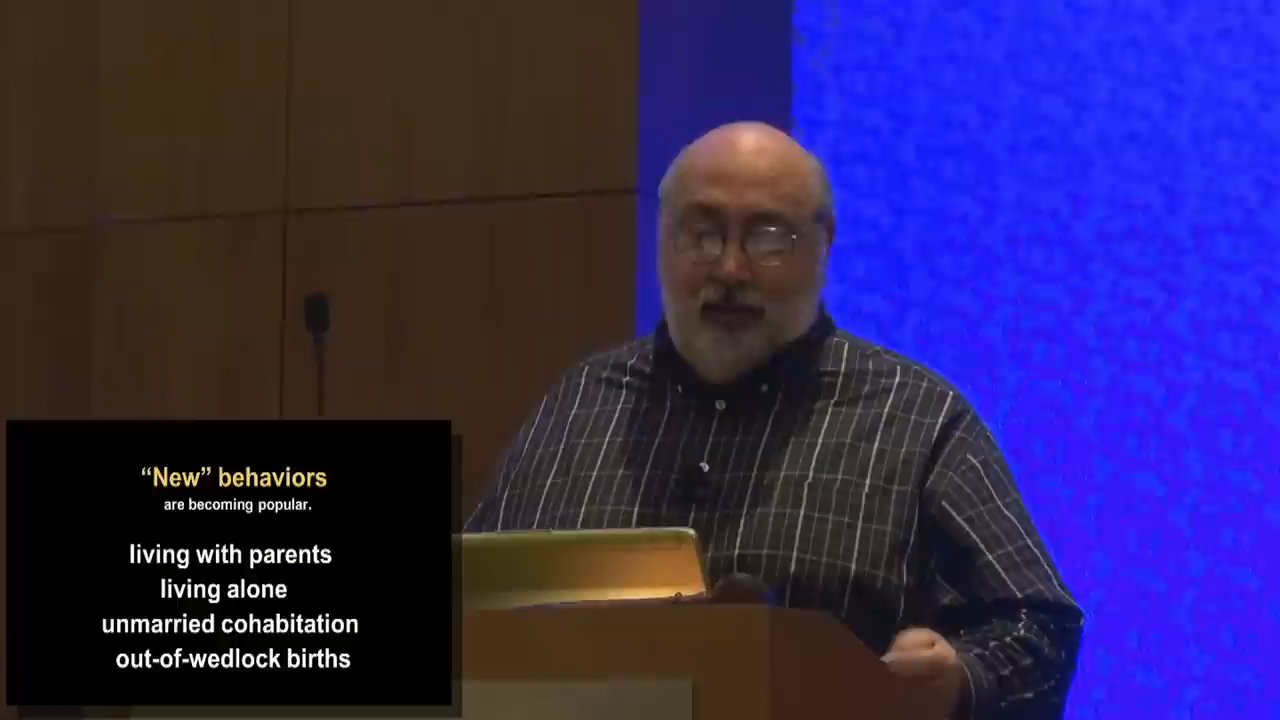 “New” behaviors
are becoming popular.
living with parents
living alone
unmarried cohabitation
out-of-wedlock births